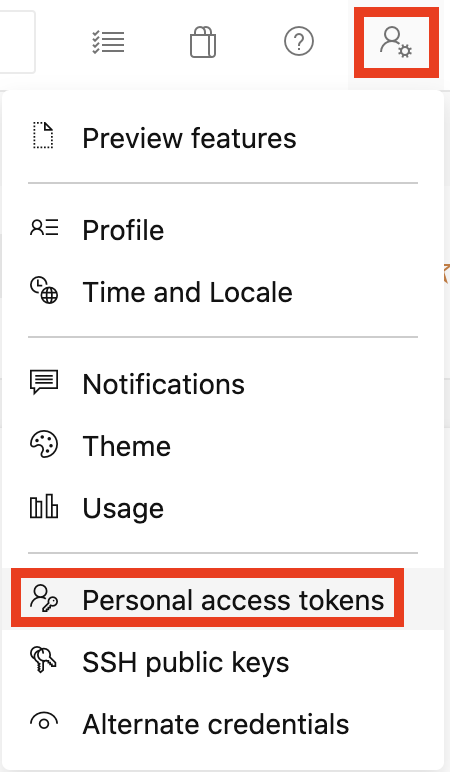 Preview features
Profile
Time and Locale
Notifications
Theme
Usage
Personal access tokens
SSH public keys
Alternate credentials